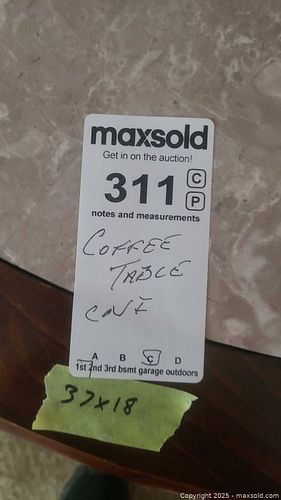 maxsold
Get in on the auction!
311 C
P
notes and measurements
COFFEE
TABLE
A B C D
1st 2nd 3rd bsmt garage outdoors
37x18
Copyright © 2025 - maxsold.com